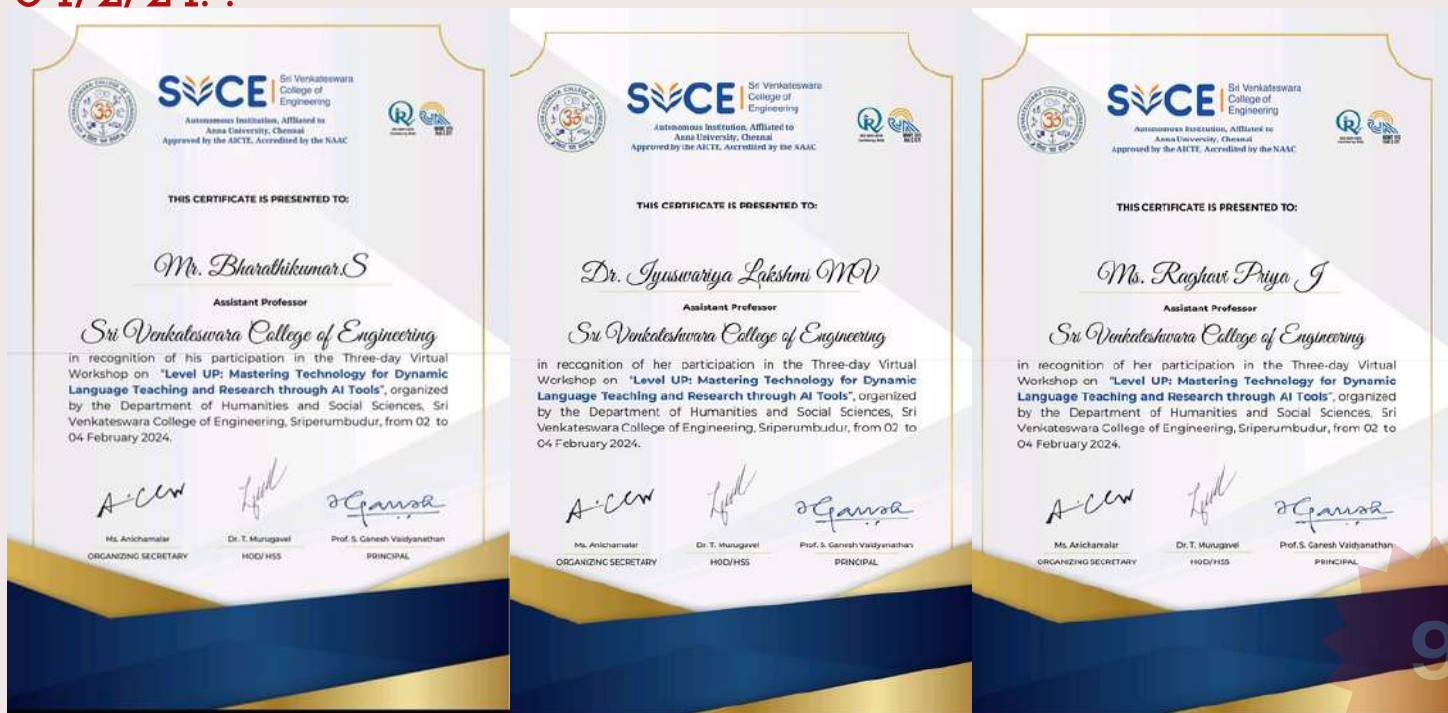 SVCE
Sri Venkateswara
College of
Engineering
Autonomous Institution, Affliated to
Anna University, Chennai
Approved by the AICTE, Accredited by the NAAC
THIS CERTIFICATE IS PRESENTED TO:
Mr. Bharathikumar.S
Assistant Professor
Sri Venkateswara College of Engineering
in recognition of his participation in the Three-day Virtual
Workshop on "Level UP: Mastering Technology for Dynamic
Language Teaching and Research through AI Tools", organized
by the Department of Humanities and Social Sciences, Sri
Venkateswara College of Engineering, Sriperumbudur, from 02 to
04 February 2024.
Ms. Anichamalar
ORGANIZING SECRETARY
Dr. T. Murugavel
HOD/HSS
Prof. S. Ganesh Vaidyanathan
PRINCIPAL
SVCE
Sri Venkateswara
College of
Engineering
Autonomous Institution, Affliated to
Anna University, Chennai
Approved by the AICTE, Accredited by the NAAC
THIS CERTIFICATE IS PRESENTED TO:
Dr. Iyuswariya Lakshmi MV
Assistant Professor
Sri Venkateshwara College of Engineering
in recognition of her participation in the Three-day Virtual
Workshop on "Level UP: Mastering Technology for Dynamic
Language Teaching and Research through AI Tools", organized
by the Department of Humanities and Social Sciences, Sri
Venkateswara College of Engineering, Sriperumbudur, from 02 to
04 February 2024.
Ms. Anichamalar
ORGANIZING SECRETARY
Dr. T. Murugavel
HOD/HSS
Prof. S. Ganesh Vaidyanathan
PRINCIPAL
SVCE
Sri Venkateswara
College of
Engineering
Autonomous Institution, Affliated to
Anna University, Chennai
Approved by the AICTE, Accredited by the NAAC
THIS CERTIFICATE IS PRESENTED TO:
Ms. Raghavi Priya J
Assistant Professor
Sri Venkateshwara College of Engineering
in recognition of her participation in the Three-day Virtual
Workshop on "Level UP: Mastering Technology for Dynamic
Language Teaching and Research through AI Tools", organized
by the Department of Humanities and Social Sciences, Sri
Venkateswara College of Engineering, Sriperumbudur, from 02 to
04 February 2024.
Ms. Anichamalar
ORGANIZING SECRETARY
Dr. T. Murugavel
HOD/HSS
Prof. S. Ganesh Vaidyanathan
PRINCIPAL
9